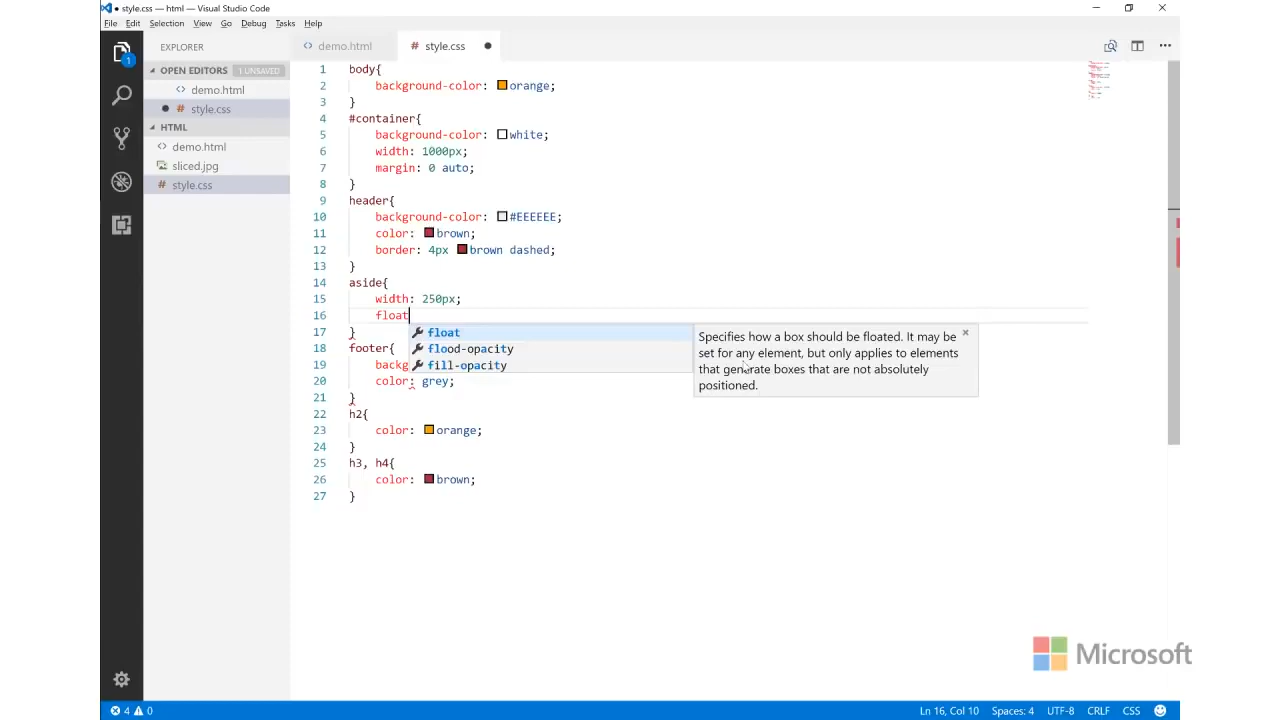 ● style.css — html — Visual Studio Code
File Edit Selection View Go Debug Tasks Help
1
EXPLORER
OPEN EDITORS 1 UNSAVED
<> demo.html
● # style.css
HTML
<> demo.html
sliced.jpg
# style.css
<> demo.html # style.css ●
1 body{
2 background-color: orange;
3 }
4 #container{
5 background-color: white;
6 width: 1000px;
7 margin: 0 auto;
8 }
9 header{
10 background-color: #EEEEEE;
11 color: brown;
12 border: 4px brown dashed;
13 }
14 aside{
15 width: 250px;
16 float
17 }
18 footer{
19 backg
20 color: grey;
21 }
22 h2{
23 color: orange;
24 }
25 h3, h4{
26 color: brown;
27 }
float
flood-opacity
fill-opacity
Specifies how a box should be floated. It may be
set for any element, but only applies to elements
that generate boxes that are not absolutely
positioned.
Microsoft
4 0 Ln 16, Col 10 Spaces: 4 UTF-8 CRLF CSS